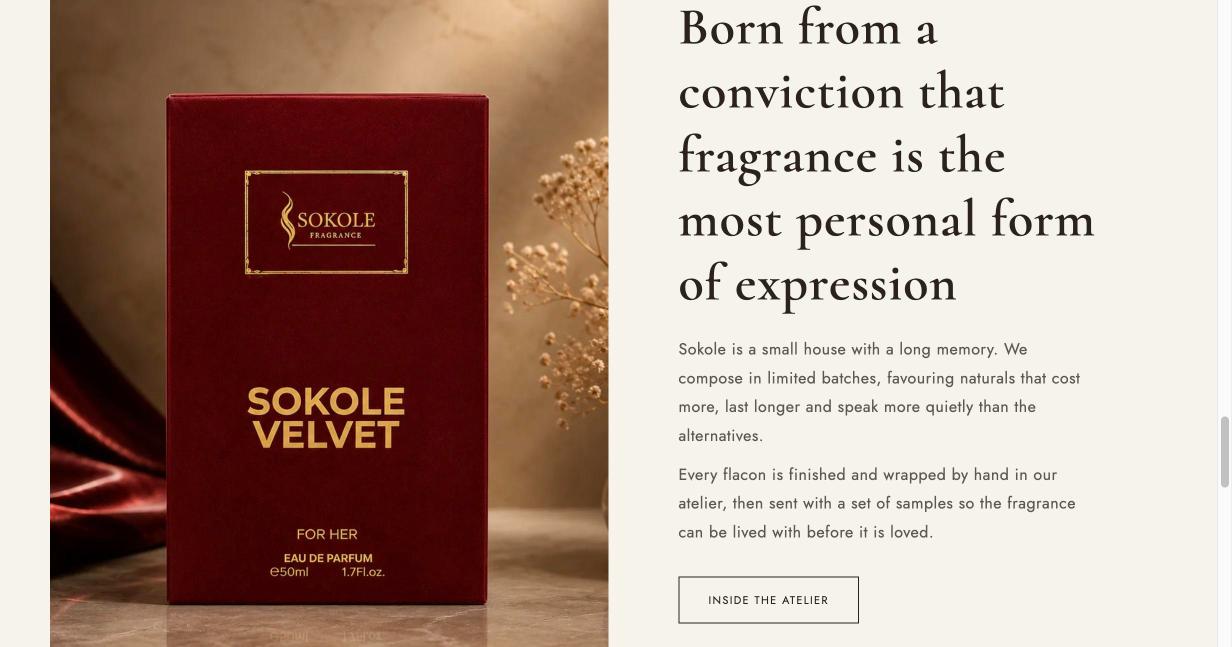 SOKOLE
FRAGRANCE
SOKOLE
VELVET
FOR HER
EAU DE PARFUM
℮50ml 1.7Fl.oz.
Born from a
conviction that
fragrance is the
most personal form
of expression
Sokole is a small house with a long memory. We
compose in limited batches, favouring naturals that cost
more, last longer and speak more quietly than the
alternatives.
Every flacon is finished and wrapped by hand in our
atelier, then sent with a set of samples so the fragrance
can be lived with before it is loved.
INSIDE THE ATELIER